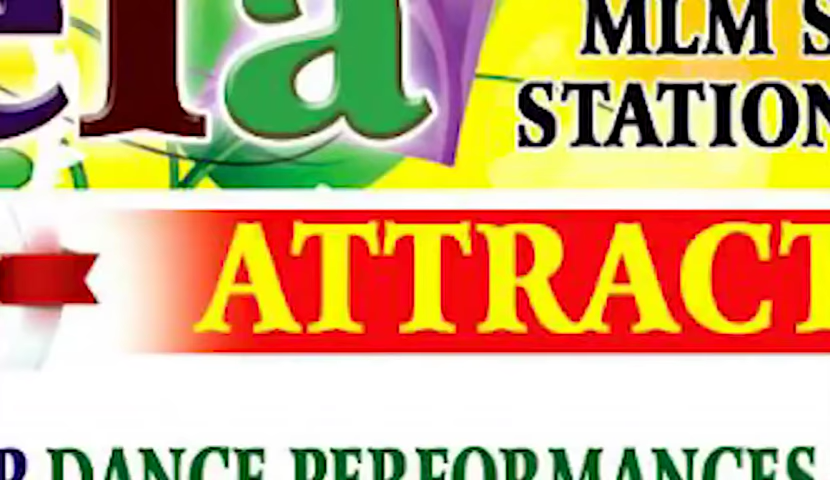 ela
MLM S
STATION
ATTRACT
R DANCE PERFORMANCES